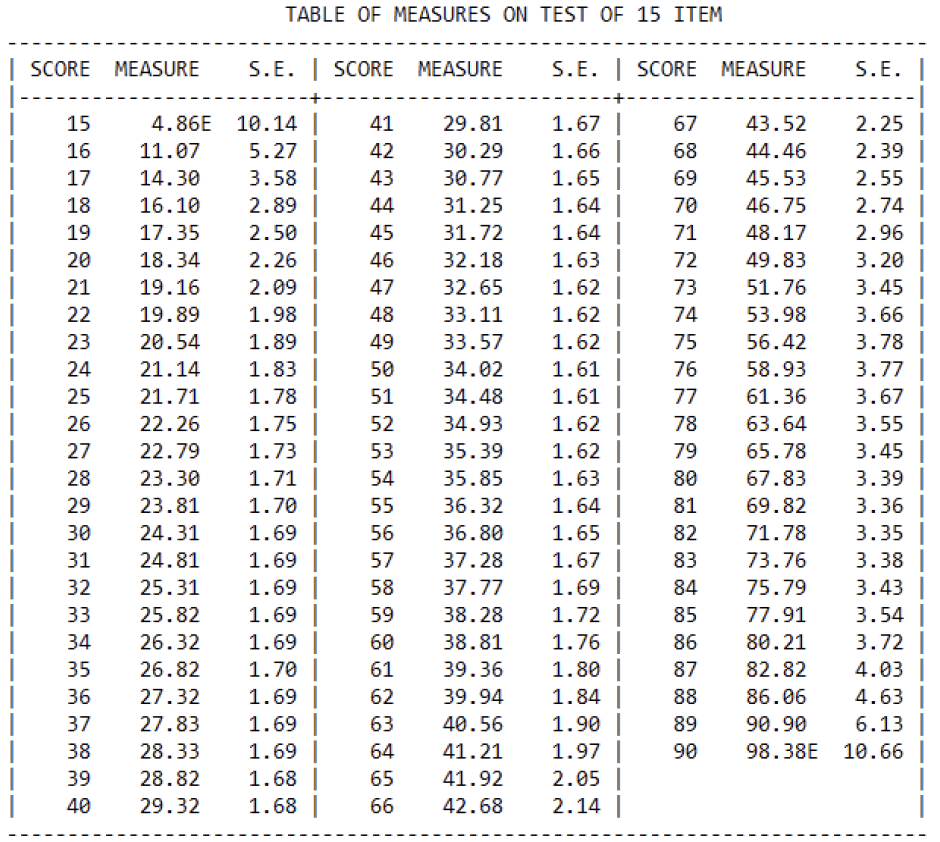 TABLE OF MEASURES ON TEST OF 15 ITEM
--------------------------------------------------------------
| SCORE MEASURE S.E. | SCORE MEASURE S.E. | SCORE MEASURE S.E. |
|--------------------+--------------------+--------------------|
| 15 4.86E 10.14 | 41 29.81 1.67 | 67 43.52 2.25 |
| 16 11.07 5.27 | 42 30.29 1.66 | 68 44.46 2.39 |
| 17 14.30 3.58 | 43 30.77 1.65 | 69 45.53 2.55 |
| 18 16.10 2.89 | 44 31.25 1.64 | 70 46.75 2.74 |
| 19 17.35 2.50 | 45 31.72 1.64 | 71 48.17 2.96 |
| 20 18.34 2.26 | 46 32.18 1.63 | 72 49.83 3.20 |
| 21 19.16 2.09 | 47 32.65 1.62 | 73 51.76 3.45 |
| 22 19.89 1.98 | 48 33.11 1.62 | 74 53.98 3.66 |
| 23 20.54 1.89 | 49 33.57 1.62 | 75 56.42 3.78 |
| 24 21.14 1.83 | 50 34.02 1.61 | 76 58.93 3.77 |
| 25 21.71 1.78 | 51 34.48 1.61 | 77 61.36 3.67 |
| 26 22.26 1.75 | 52 34.93 1.62 | 78 63.64 3.55 |
| 27 22.79 1.73 | 53 35.39 1.62 | 79 65.78 3.45 |
| 28 23.30 1.71 | 54 35.85 1.63 | 80 67.83 3.39 |
| 29 23.81 1.70 | 55 36.32 1.64 | 81 69.82 3.36 |
| 30 24.31 1.69 | 56 36.80 1.65 | 82 71.78 3.35 |
| 31 24.81 1.69 | 57 37.28 1.67 | 83 73.76 3.38 |
| 32 25.31 1.69 | 58 37.77 1.69 | 84 75.79 3.43 |
| 33 25.82 1.69 | 59 38.28 1.72 | 85 77.91 3.54 |
| 34 26.32 1.69 | 60 38.81 1.76 | 86 80.21 3.72 |
| 35 26.82 1.70 | 61 39.36 1.80 | 87 82.82 4.03 |
| 36 27.32 1.69 | 62 39.94 1.84 | 88 86.06 4.63 |
| 37 27.83 1.69 | 63 40.56 1.90 | 89 90.90 6.13 |
| 38 28.33 1.69 | 64 41.21 1.97 | 90 98.38E 10.66 |
| 39 28.82 1.68 | 65 41.92 2.05 | |
| 40 29.32 1.68 | 66 42.68 2.14 | |
--------------------------------------------------------------